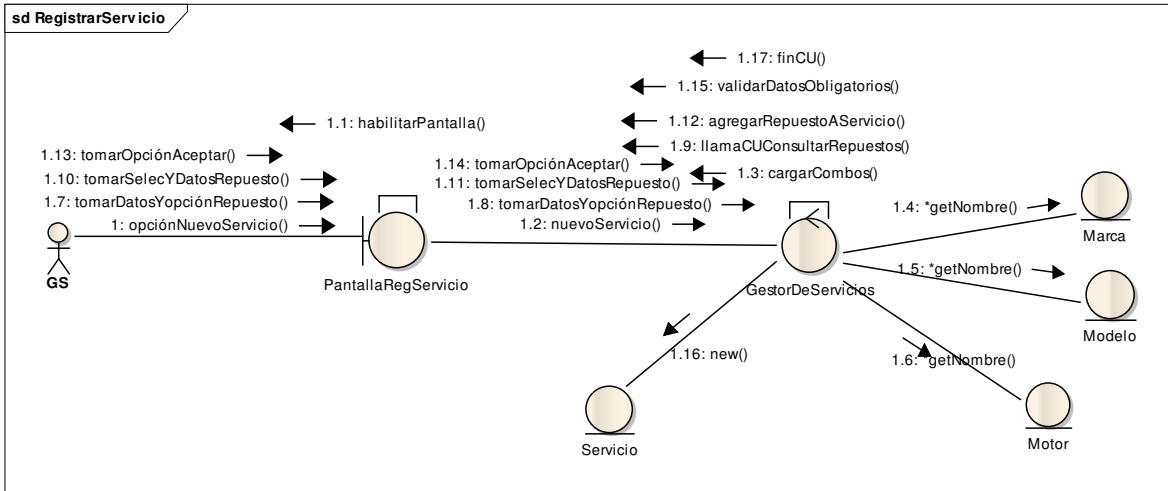 sd RegistrarServicio
1.17: finCU()
1.15: validarDatosObligatorios()
1.1: habilitarPantalla()
1.12: agregarRepuestoAServicio()
1.9: llamaCUConsultarRepuestos()
1.13: tomarOpciónAceptar()
1.14: tomarOpciónAceptar()
1.3: cargarCombos()
1.10: tomarSelecYDatosRepuesto()
1.11: tomarSelecYDatosRepuesto()
1.7: tomarDatosYopciónRepuesto()
1.8: tomarDatosYopciónRepuesto()
1: opciónNuevoServicio()
1.2: nuevoServicio()
1.4: *getNombre()
Marca
GS
PantallaRegServicio
GestorDeServicios
1.5: *getNombre()
Modelo
1.16: new()
1.6: *getNombre()
Servicio
Motor